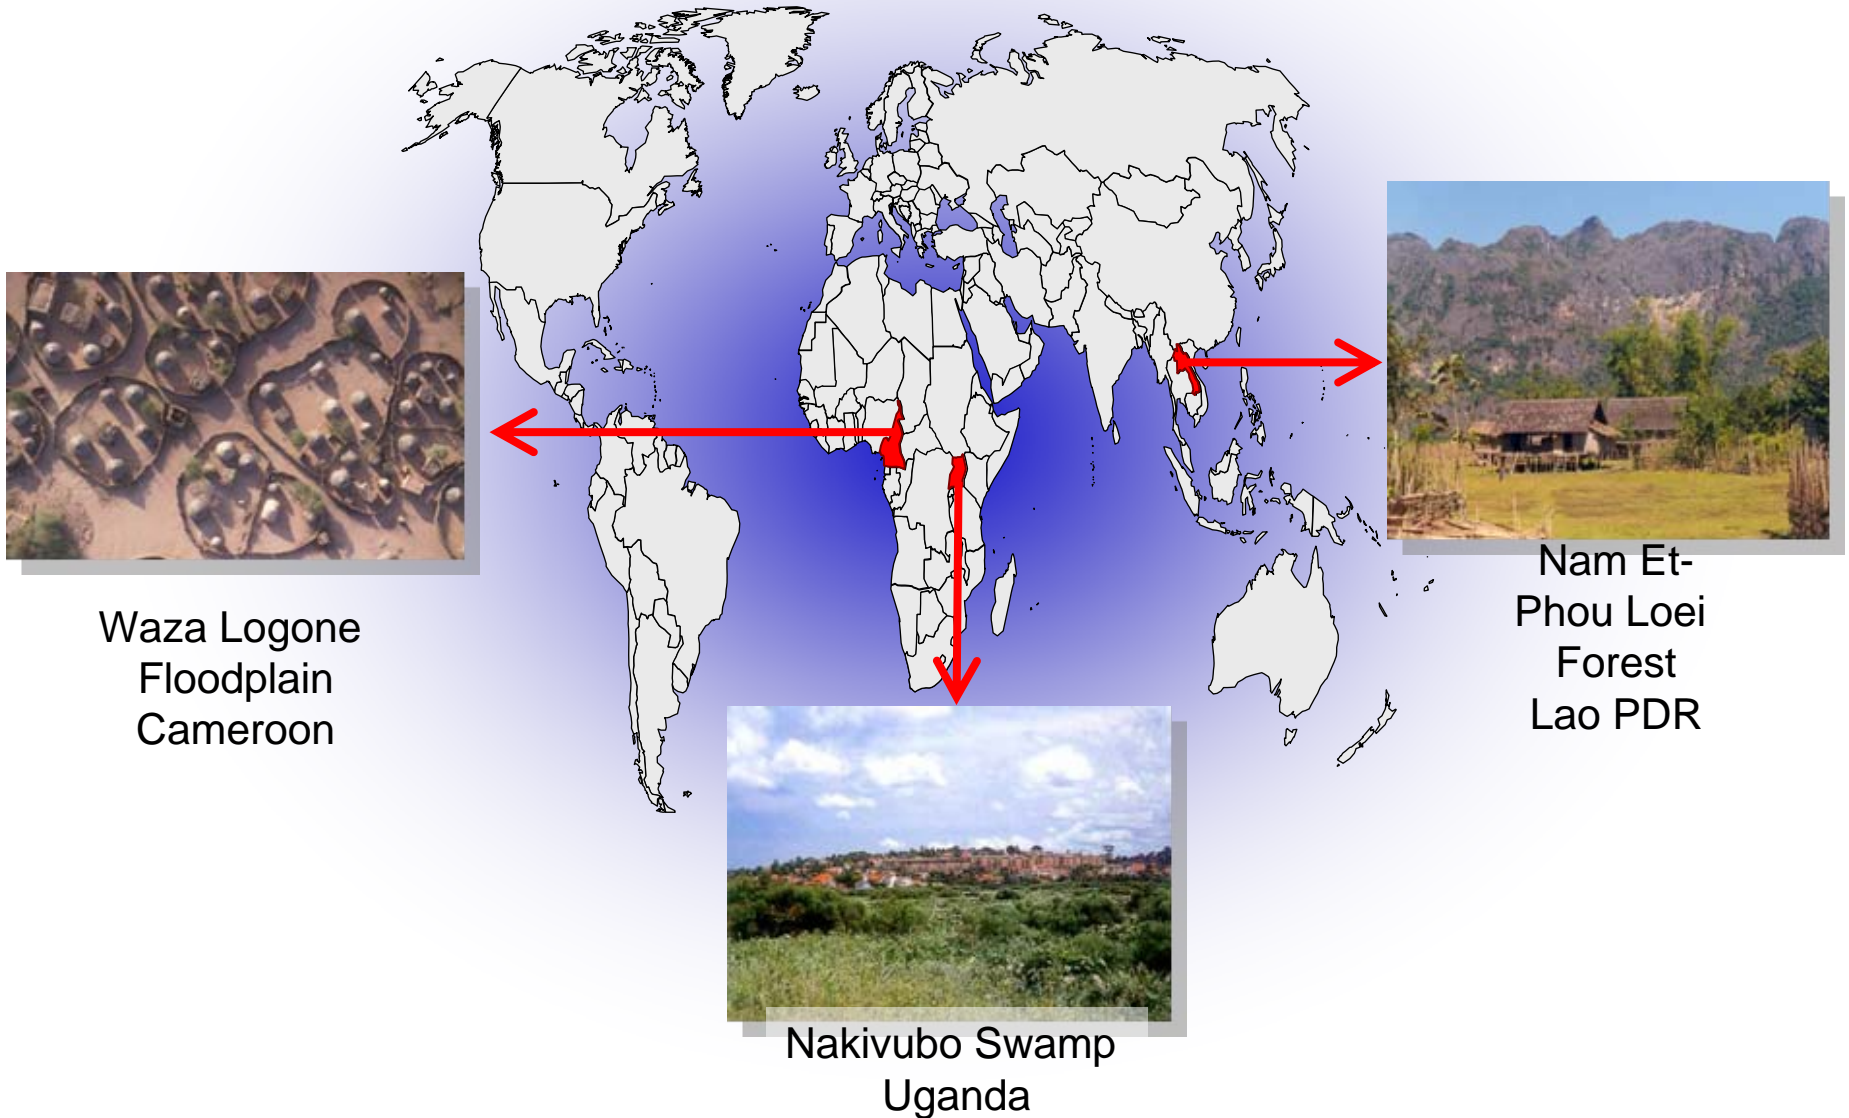 Waza Logone
Floodplain
Cameroon
Nakivubo Swamp
Uganda
Nam Et-
Phou Loei
Forest
Lao PDR